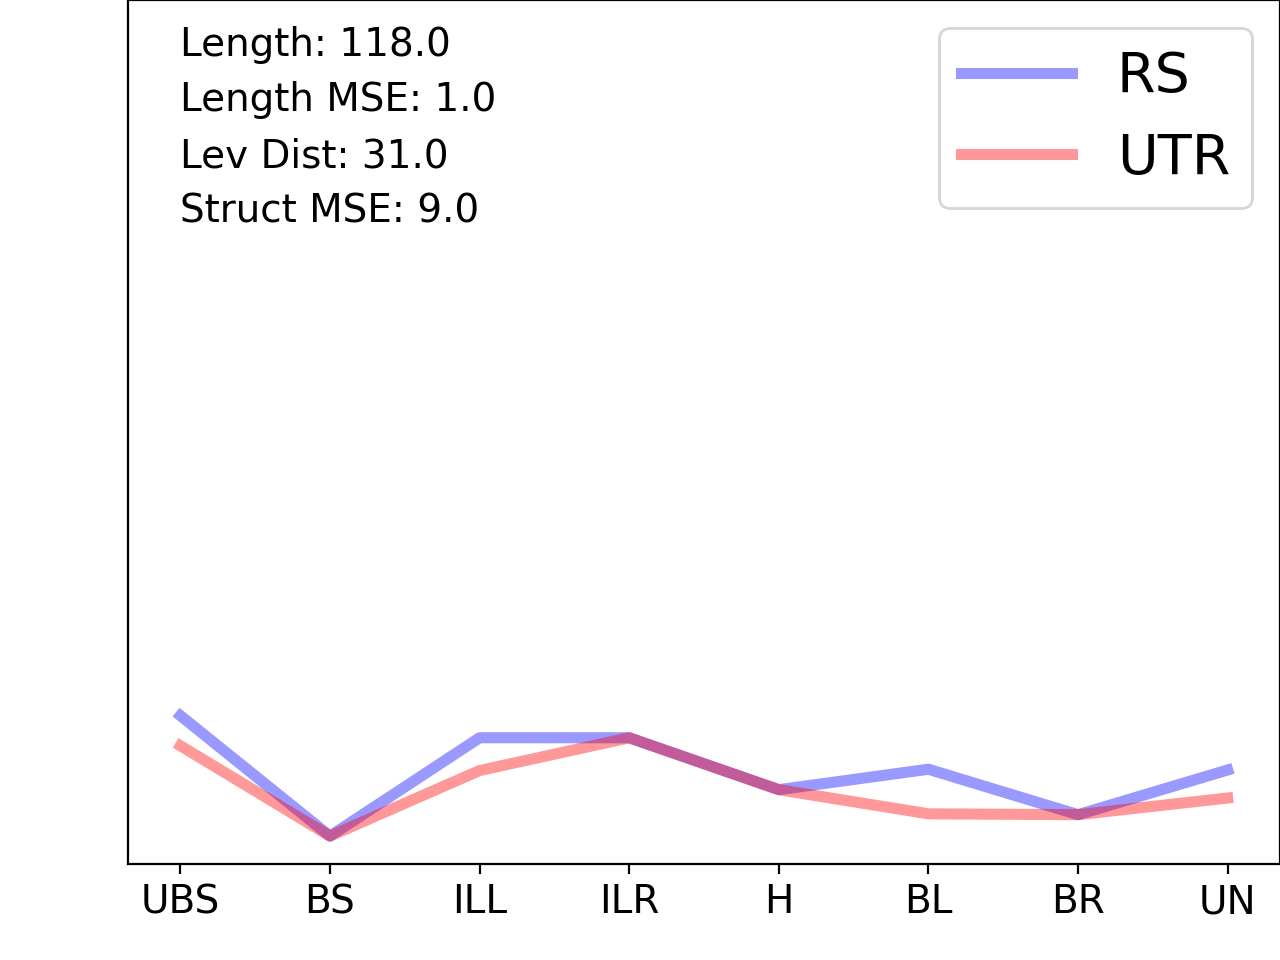 Length: 118.0
Length MSE: 1.0
Lev Dist: 31.0
Struct MSE: 9.0
RS
UTR
UBS BS ILL ILR H BL BR UN